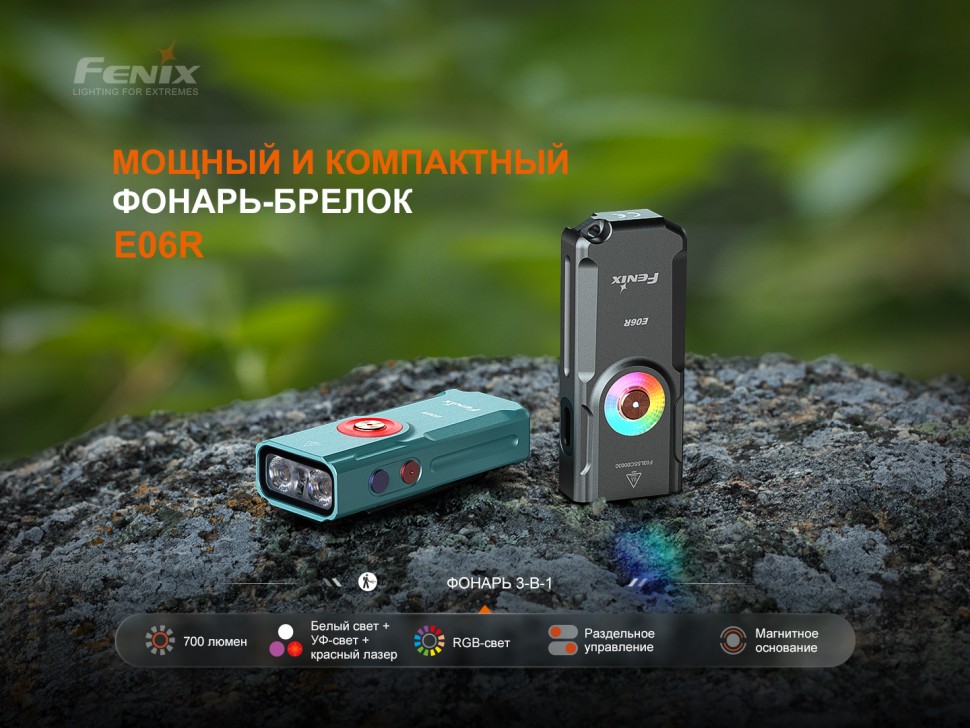 FENIX
LIGHTING FOR EXTREMES
МОЩНЫЙ И КОМПАКТНЫЙ
ФОНАРЬ-БРЕЛОК
E06R
FENIX
E06R
FENIX
ФОНАРЬ 3-В-1
700 люмен
Белый свет +
УФ-свет +
красный лазер
RGB-свет
Раздельное
управление
Магнитное
основание